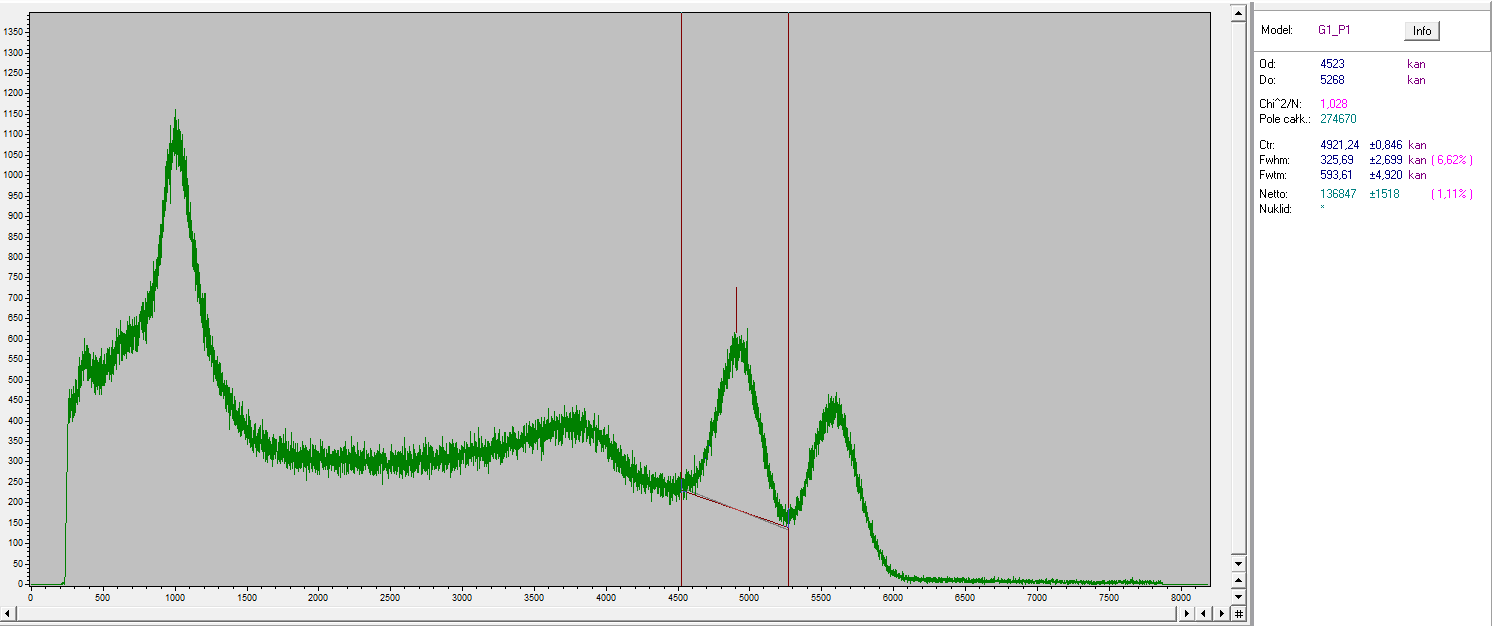 1350
1300
1250
1200
1150
1100
1050
1000
950
900
850
800
750
700
650
600
550
500
450
400
350
300
250
200
150
100
50
0
0 500 1000 1500 2000 2500 3000 3500 4000 4500 5000 5500 6000 6500 7000 7500 8000
#
Model: G1_P1 Info
Od: 4523 kan
Do: 5268 kan
Chi^2/N: 1,028
Pole całk.: 274670
Ctr: 4921,24 ±0,846 kan
Fwhm: 325,69 ±2,699 kan ( 6,62% )
Fwtm: 593,61 ±4,920 kan
Netto: 136847 ±1518 ( 1,11% )
Nuklid: *